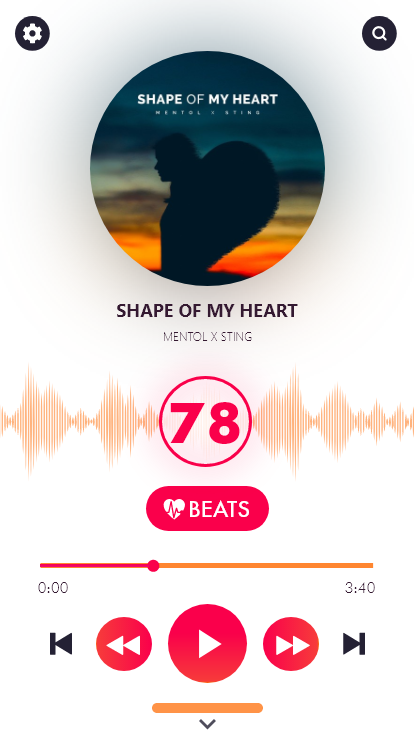 SHAPE OF MY HEART
MENTOL X STING
SHAPE OF MY HEART
MENTOL X STING
78
BEATS
0:00
3:40